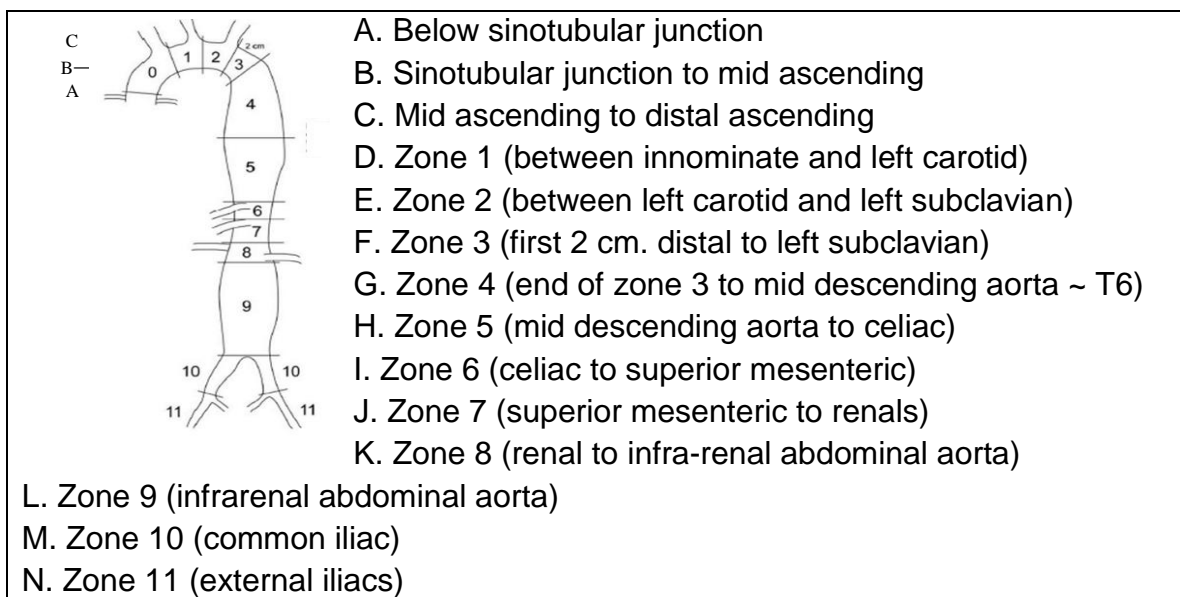 C
B
A
0
1
2
2 cm
3
4
5
6
7
8
9
10
10
11
11
A. Below sinotubular junction
B. Sinotubular junction to mid ascending
C. Mid ascending to distal ascending
D. Zone 1 (between innominate and left carotid)
E. Zone 2 (between left carotid and left subclavian)
F. Zone 3 (first 2 cm. distal to left subclavian)
G. Zone 4 (end of zone 3 to mid descending aorta ~ T6)
H. Zone 5 (mid descending aorta to celiac)
I. Zone 6 (celiac to superior mesenteric)
J. Zone 7 (superior mesenteric to renals)
K. Zone 8 (renal to infra-renal abdominal aorta)
L. Zone 9 (infrarenal abdominal aorta)
M. Zone 10 (common iliac)
N. Zone 11 (external iliacs)